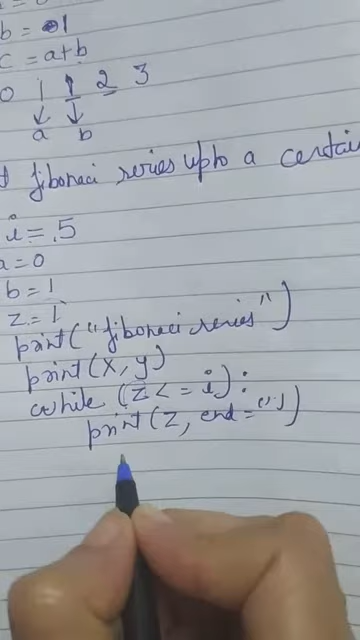 b = 1
c = a+b
0 1 1 2 3
a b
fibonaci series upto a certain
i = 5
a = 0
b = 1
z = 1
print("fibonaci series")
print(x, y)
while (z <= i):
print(z, end = " ")